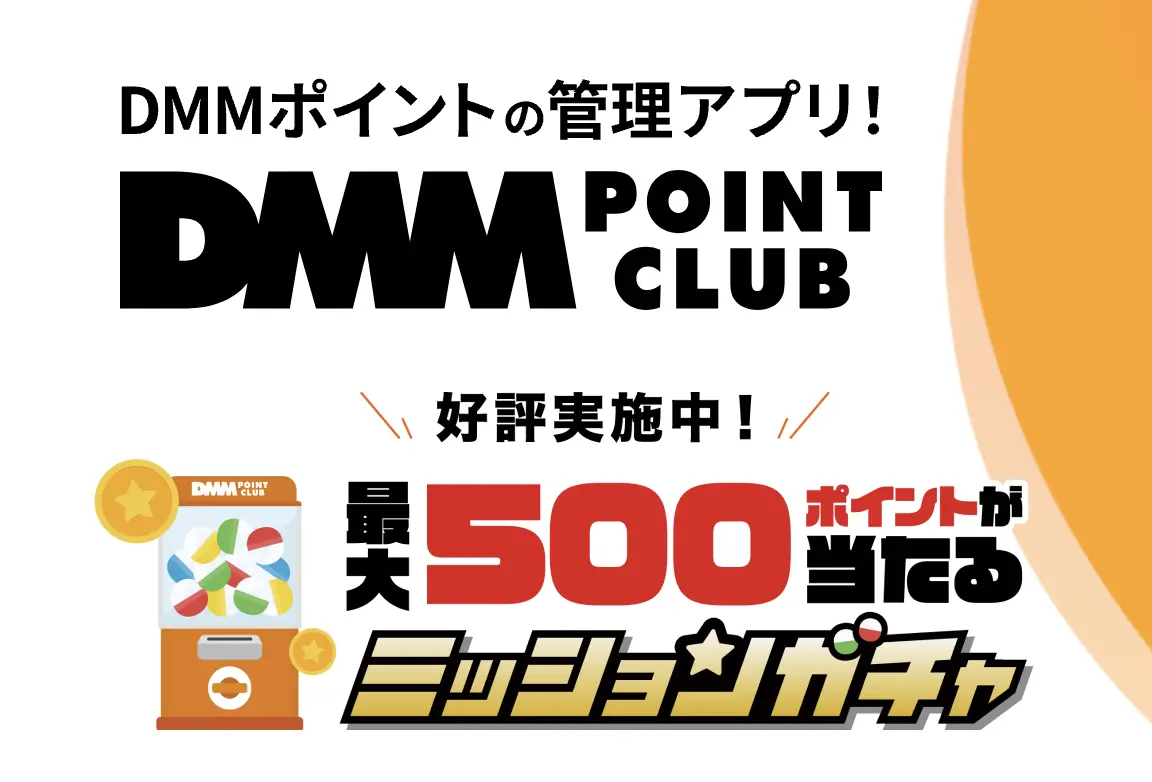 DMMポイントの管理アプリ!
DMM POINT CLUB
好評実施中!
DMM POINT CLUB
最大500ポイントが当たる
ミッションガチャ